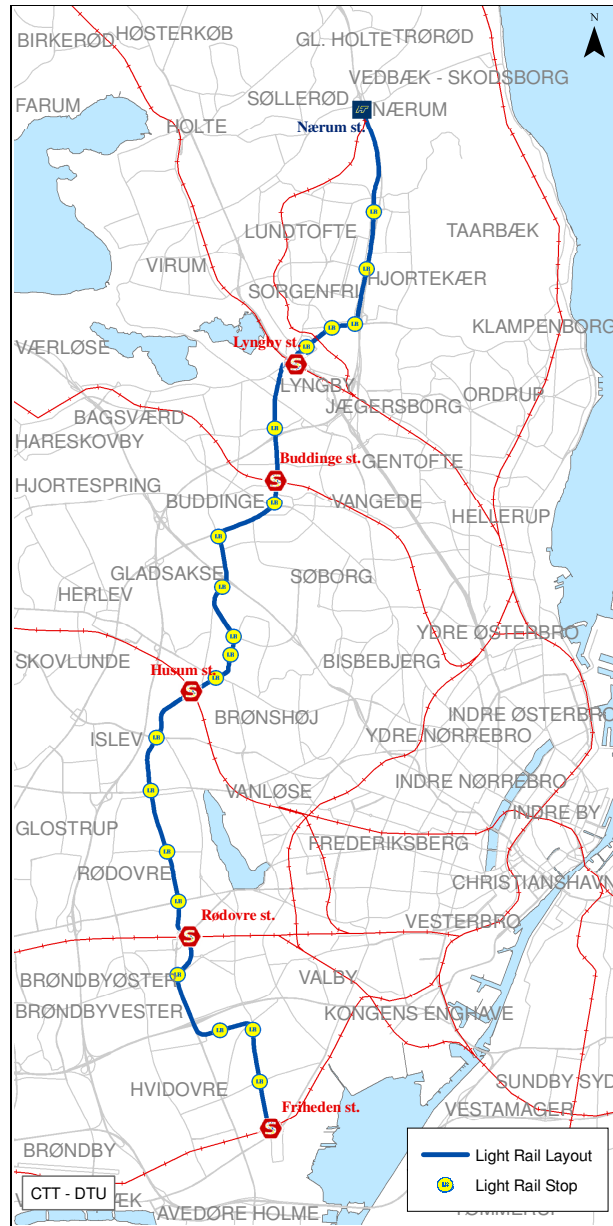 N
HØSTERKØB
TRØRØD
BIRKERØD
GL. HOLTE
VEDBÆK - SKODSBORG
SØLLERØD
FARUM
NÆRUM
Nærum st.
HOLTE
LUNDTOFTE
TAARBÆK
VIRUM
HJORTEKÆR
SORGENFRI
KLAMPENBORG
VÆRLØSE
Lyngby st.
LYNGBY
ORDRUP
JÆGERSBORG
BAGSVÆRD
HARESKOVBY
Buddinge st.
GENTOFTE
HJORTESPRING
BUDDINGE
VANGEDE
HELLERUP
GLADSAKSE
SØBORG
HERLEV
YDRE ØSTERBRO
SKOVLUNDE
BISBEBJERG
Husum st.
BRØNSHØJ
INDRE ØSTERBRO
YDRE NØRREBRO
ISLEV
INDRE NØRREBRO
VANLØSE
INDRE BY
GLOSTRUP
FREDERIKSBERG
RØDOVRE
CHRISTIANSHAVN
Rødovre st.
VESTERBRO
BRØNDBYØSTER
VALBY
BRØNDBYVESTER
KONGENS ENGHAVE
HVIDOVRE
SUNDBY SYD
Friheden st.
VESTAMAGER
BRØNDBY
Light Rail Layout
CTT - DTU
Light Rail Stop
AVEDØRE HOLME